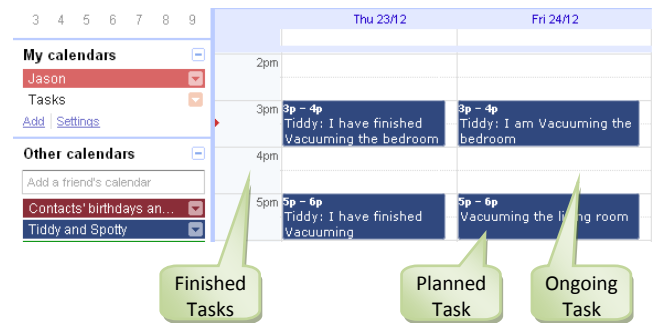 3 4 5 6 7 8 9
Thu 23/12
Fri 24/12
My calendars
Jason
Tasks
Add Settings
Other calendars
Add a friend's calendar
Contacts' birthdays an...
Tiddy and Spotty
2pm
3pm
4pm
5pm
3p – 4p
Tiddy: I have finished
Vacuuming the bedroom
3p – 4p
Tiddy: I am Vacuuming the
bedroom
5p – 6p
Tiddy: I have finished
Vacuuming
5p – 6p
Vacuuming the living room
Finished
Tasks
Planned
Task
Ongoing
Task